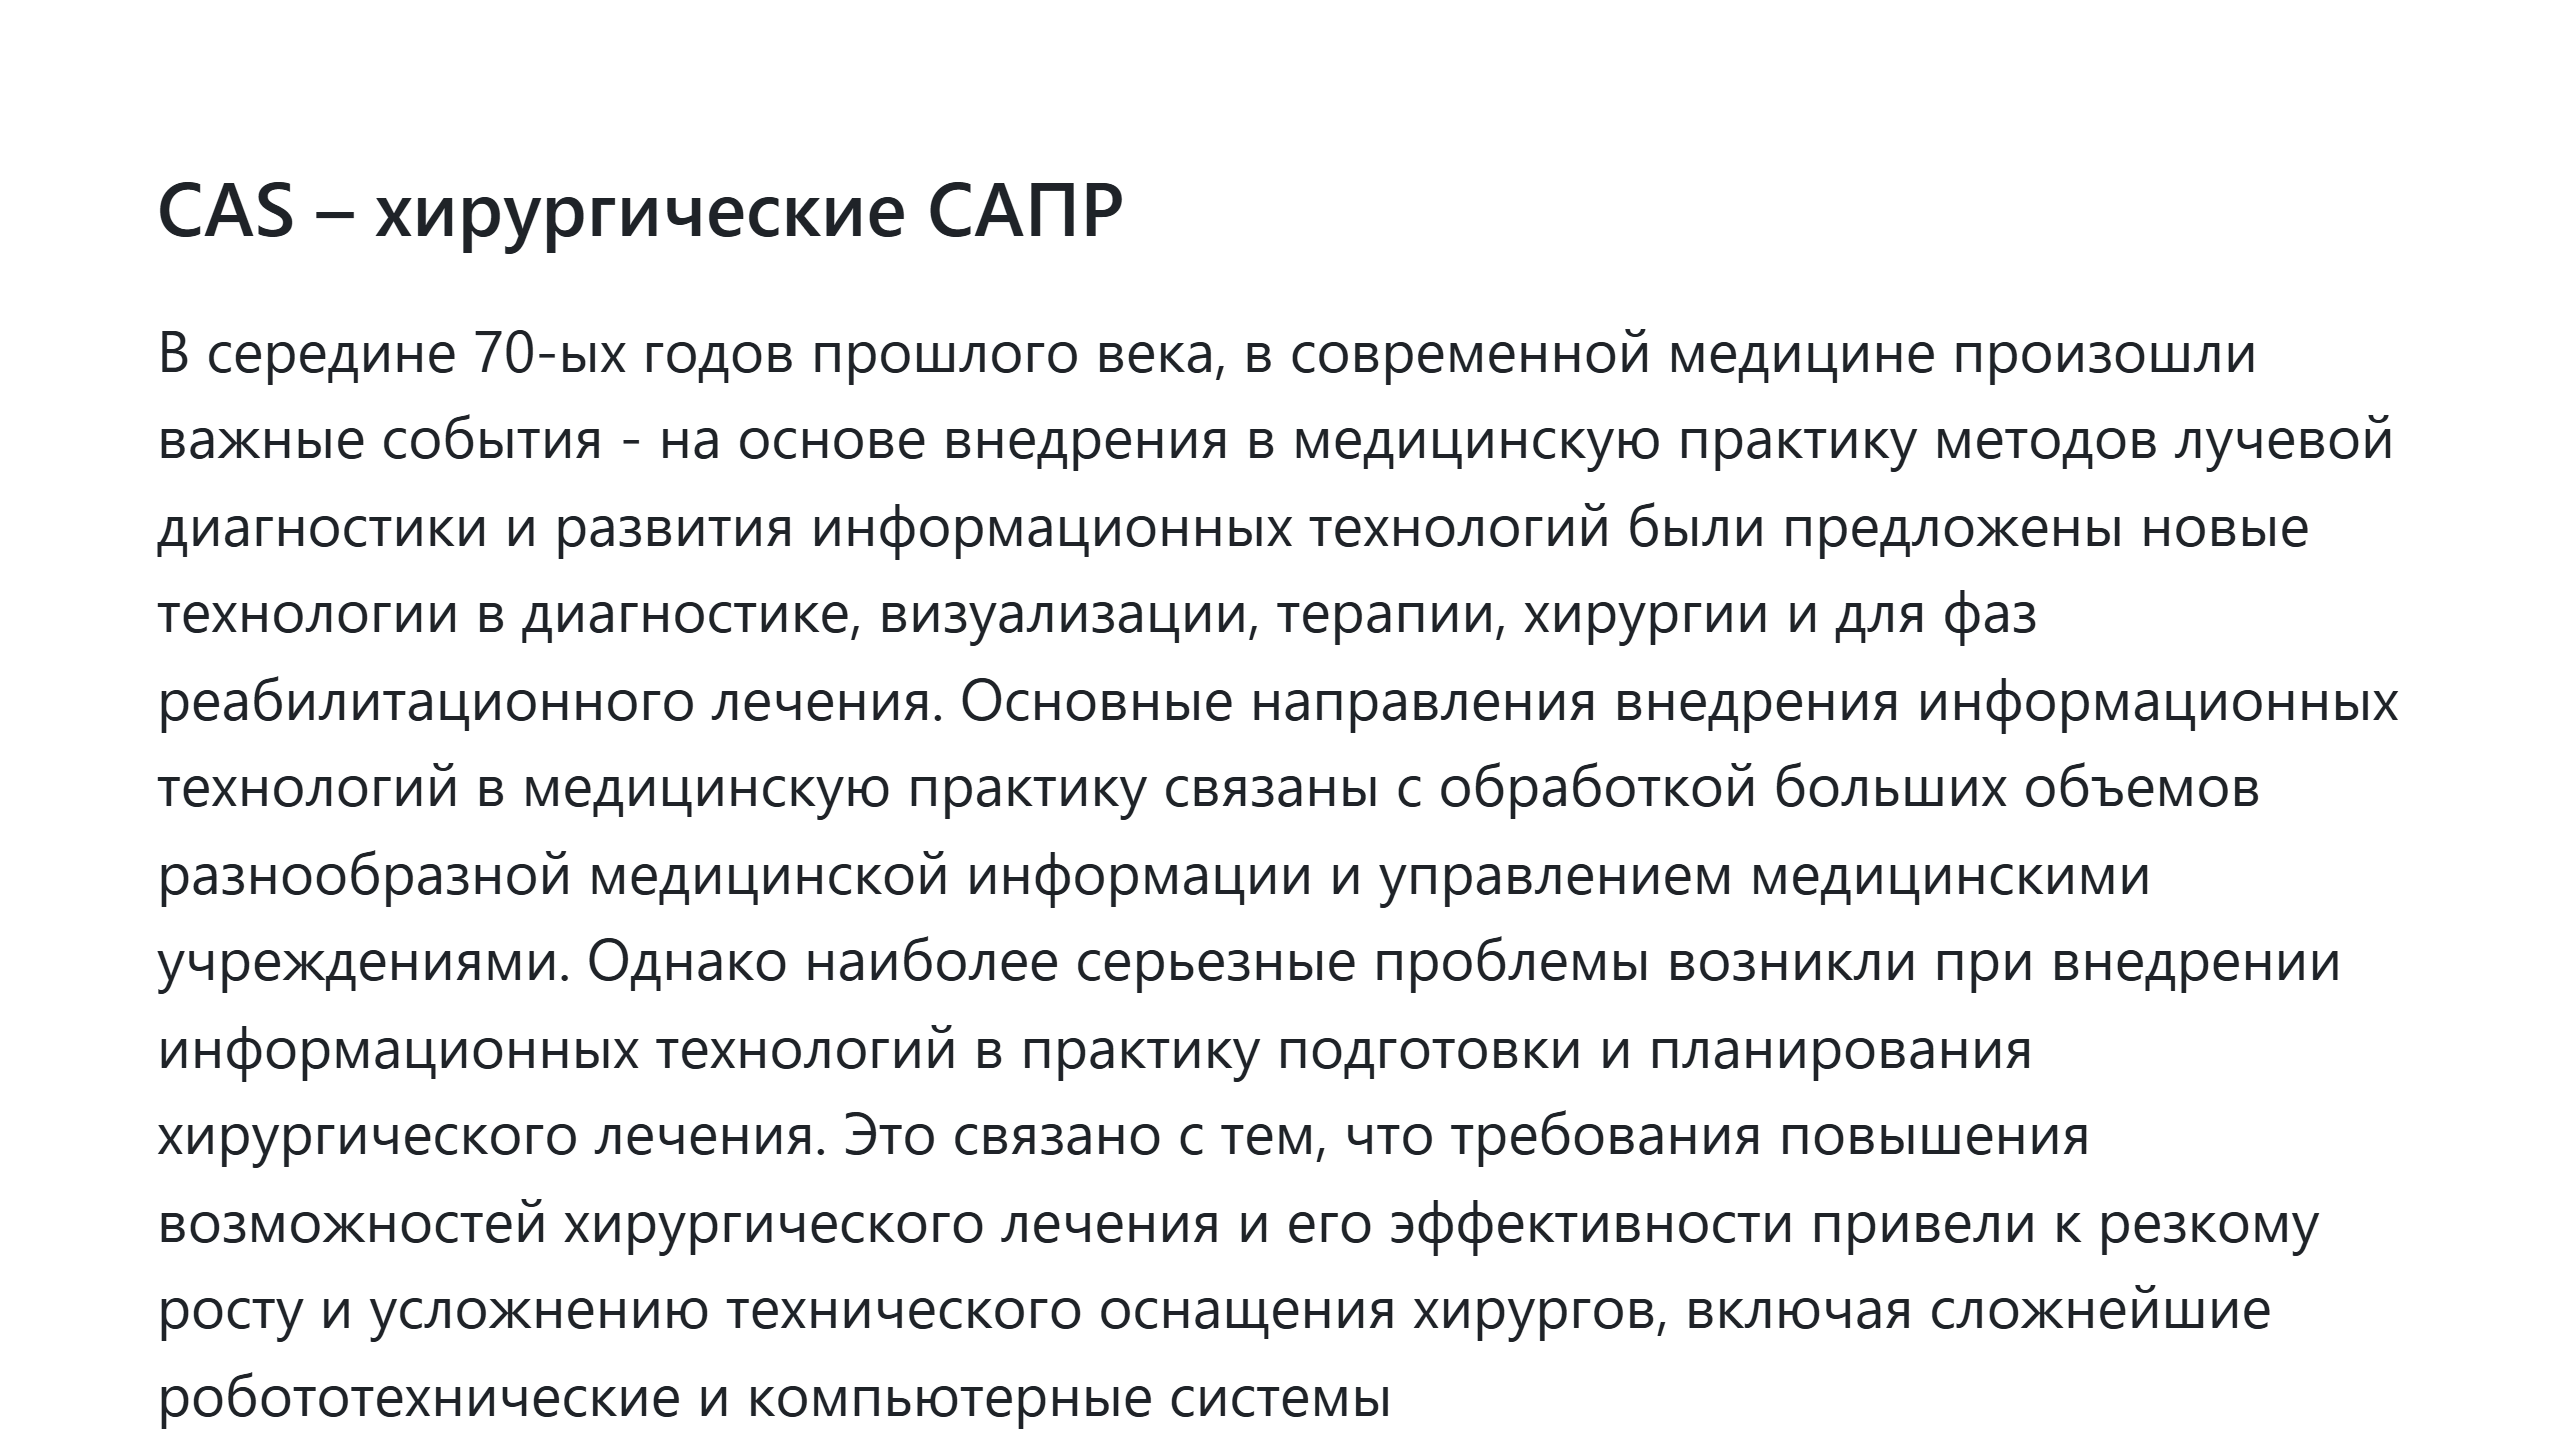 CAS – хирургические САПР
В середине 70-ых годов прошлого века, в современной медицине произошли
важные события - на основе внедрения в медицинскую практику методов лучевой
диагностики и развития информационных технологий были предложены новые
технологии в диагностике, визуализации, терапии, хирургии и для фаз
реабилитационного лечения. Основные направления внедрения информационных
технологий в медицинскую практику связаны с обработкой больших объемов
разнообразной медицинской информации и управлением медицинскими
учреждениями. Однако наиболее серьезные проблемы возникли при внедрении
информационных технологий в практику подготовки и планирования
хирургического лечения. Это связано с тем, что требования повышения
возможностей хирургического лечения и его эффективности привели к резкому
росту и усложнению технического оснащения хирургов, включая сложнейшие
робототехнические и компьютерные системы